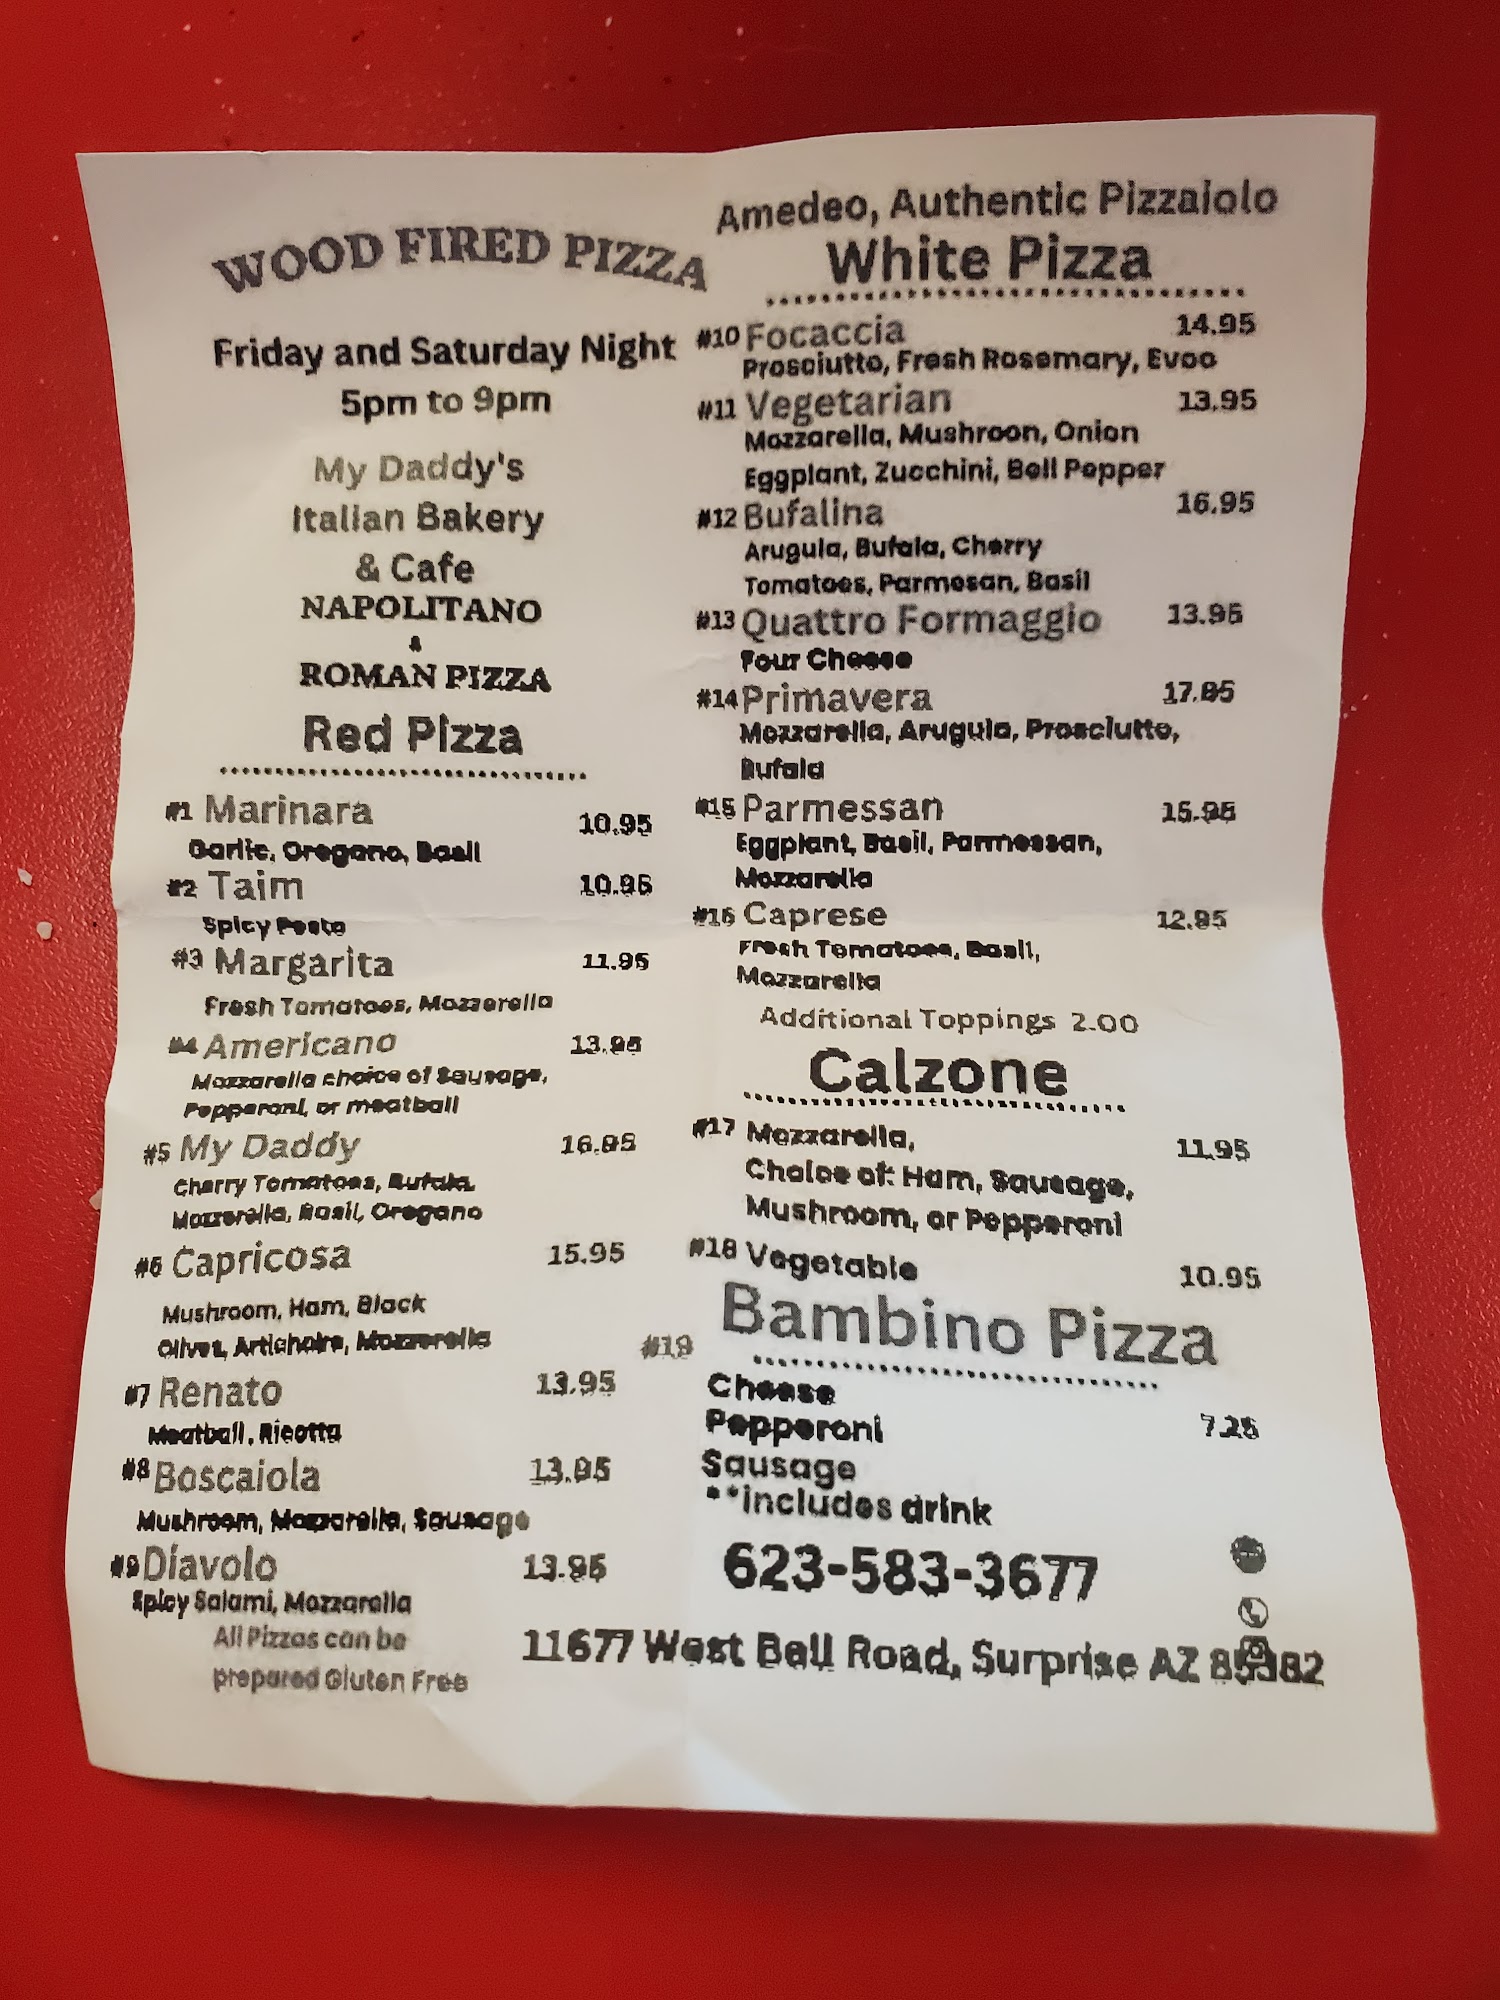 WOOD FIRED PIZZA
Friday and Saturday Night
5pm to 9pm
My Daddy's
Italian Bakery
& Cafe
NAPOLITANO
&
ROMAN PIZZA
Red Pizza
#1 Marinara 10.95
Garlic, Oregano, Basil
#2 Taim 10.95
Spicy Pesto
#3 Margarita 11.95
Fresh Tomatoes, Mozzerella
#4 Americano 13.95
Mozzarella choice of Sausage,
Pepperoni, or meatball
#5 My Daddy 16.95
Cherry Tomatoes, Bufala,
Mozzerella, Basil, Oregano
#6 Capricosa 15.95
Mushroom, Ham, Black
Olives, Artichoke, Mozzerella
#7 Renato 13.95
Meatball, Ricotta
#8 Boscaiola 13.95
Mushroom, Mozzarella, Sausage
#9 Diavolo 13.95
Spicy Salami, Mozzarella
All Pizzas can be
prepared Gluten Free
Amedeo, Authentic Pizzaiolo
White Pizza
#10 Focaccia 14.95
Prosciutto, Fresh Rosemary, Evoo
#11 Vegetarian 13.95
Mozzarella, Mushroon, Onion
Eggplant, Zucchini, Bell Pepper
#12 Bufalina 16.95
Arugula, Bufala, Cherry
Tomatoes, Parmesan, Basil
#13 Quattro Formaggio 13.95
Four Cheese
#14 Primavera 17.95
Mozzarella, Arugula, Prosciutto,
Bufala
#15 Parmessan 15.95
Eggplant, Basil, Parmessan,
Mozzarella
#16 Caprese 12.95
Fresh Tomatoes, Basil,
Mozzarella
Additional Toppings 2.00
Calzone
#17 Mozzarella, 11.95
Choice of: Ham, Sausage,
Mushroom, or Pepperoni
#18 Vegetable 10.95
#19 Bambino Pizza
Cheese
Pepperoni 7.25
Sausage
**includes drink
623-583-3677
11677 West Bell Road, Surprise AZ